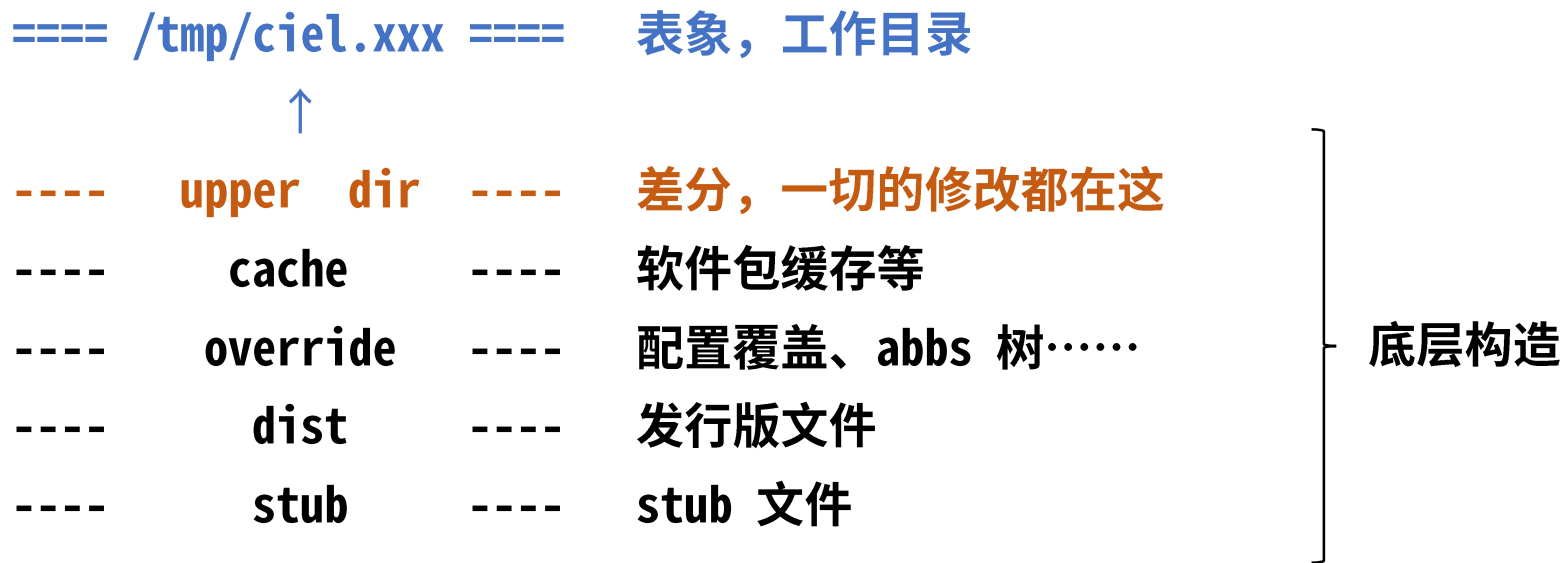 ==== /tmp/ciel.xxx ==== 表象，工作目录
↑
---- upper dir ---- 差分，一切的修改都在这
---- cache ---- 软件包缓存等
---- override ---- 配置覆盖、abbs 树……
底层构造
---- dist ---- 发行版文件
---- stub ---- stub 文件